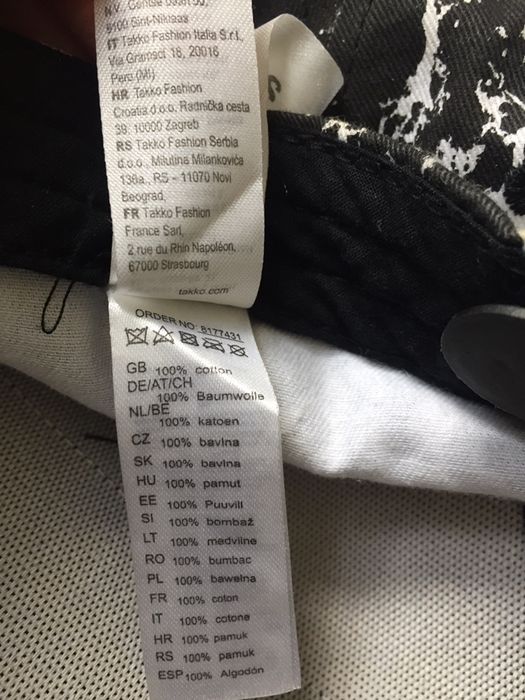 9100 Sint-Niklaas
IT Takko Fashion Italia S.r.l.
Via Gramsci 16, 20016
Pero (MI)
HR Takko Fashion
Croatia d.o.o. Radnička cesta
39, 10000 Zagreb
RS Takko Fashion Serbia
d.o.o., Milutina Milankovića
136a, RS - 11070 Novi
Beograd
FR Takko Fashion
France Sarl,
2 rue du Rhin Napoléon,
67000 Strasbourg
takko.com
ORDER NO: 8177431
GB 100% cotton
DE/AT/CH
100% Baumwolle
NL/BE
100% katoen
CZ 100% bavlna
SK 100% bavlna
HU 100% pamut
EE 100% Puuvill
SI 100% bombaž
LT 100% medvilnė
RO 100% bumbac
PL 100% bawełna
FR 100% coton
IT 100% cotone
HR 100% pamuk
RS 100% pamuk
ESP 100% Algodón